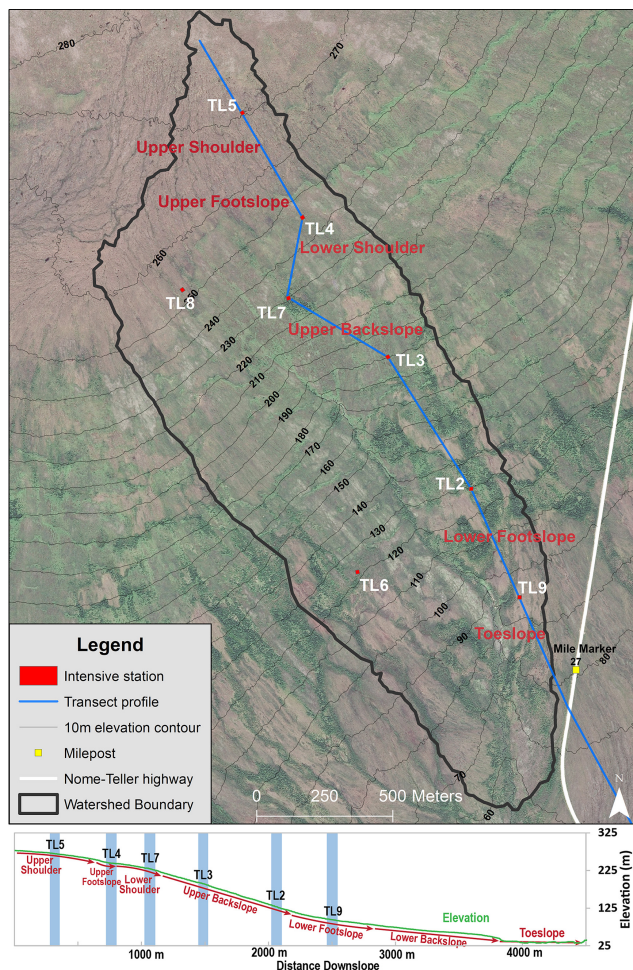 280
270
TL5
Upper Shoulder
Upper Footslope
TL4
Lower Shoulder
260
250
TL8
TL7
240
Upper Backslope
230
TL3
220
210
200
190
180
170
160
150
TL2
140
130
Lower Footslope
120
TL6
110
TL9
100
Toeslope
90
Mile Marker
27
80
70
60
Legend
Intensive station
Transect profile
10m elevation contour
Milepost
Nome-Teller highway
Watershed Boundary
0 250 500 Meters
N
325
225
125
25
Elevation (m)
TL5
TL4
TL7
TL3
TL2
TL9
Upper
Shoulder
Upper
Footslope
Lower
Shoulder
Upper Backslope
Lower Footslope
Lower Backslope
Elevation
Toeslope
1000 m
2000 m
3000 m
4000 m
Distance Downslope